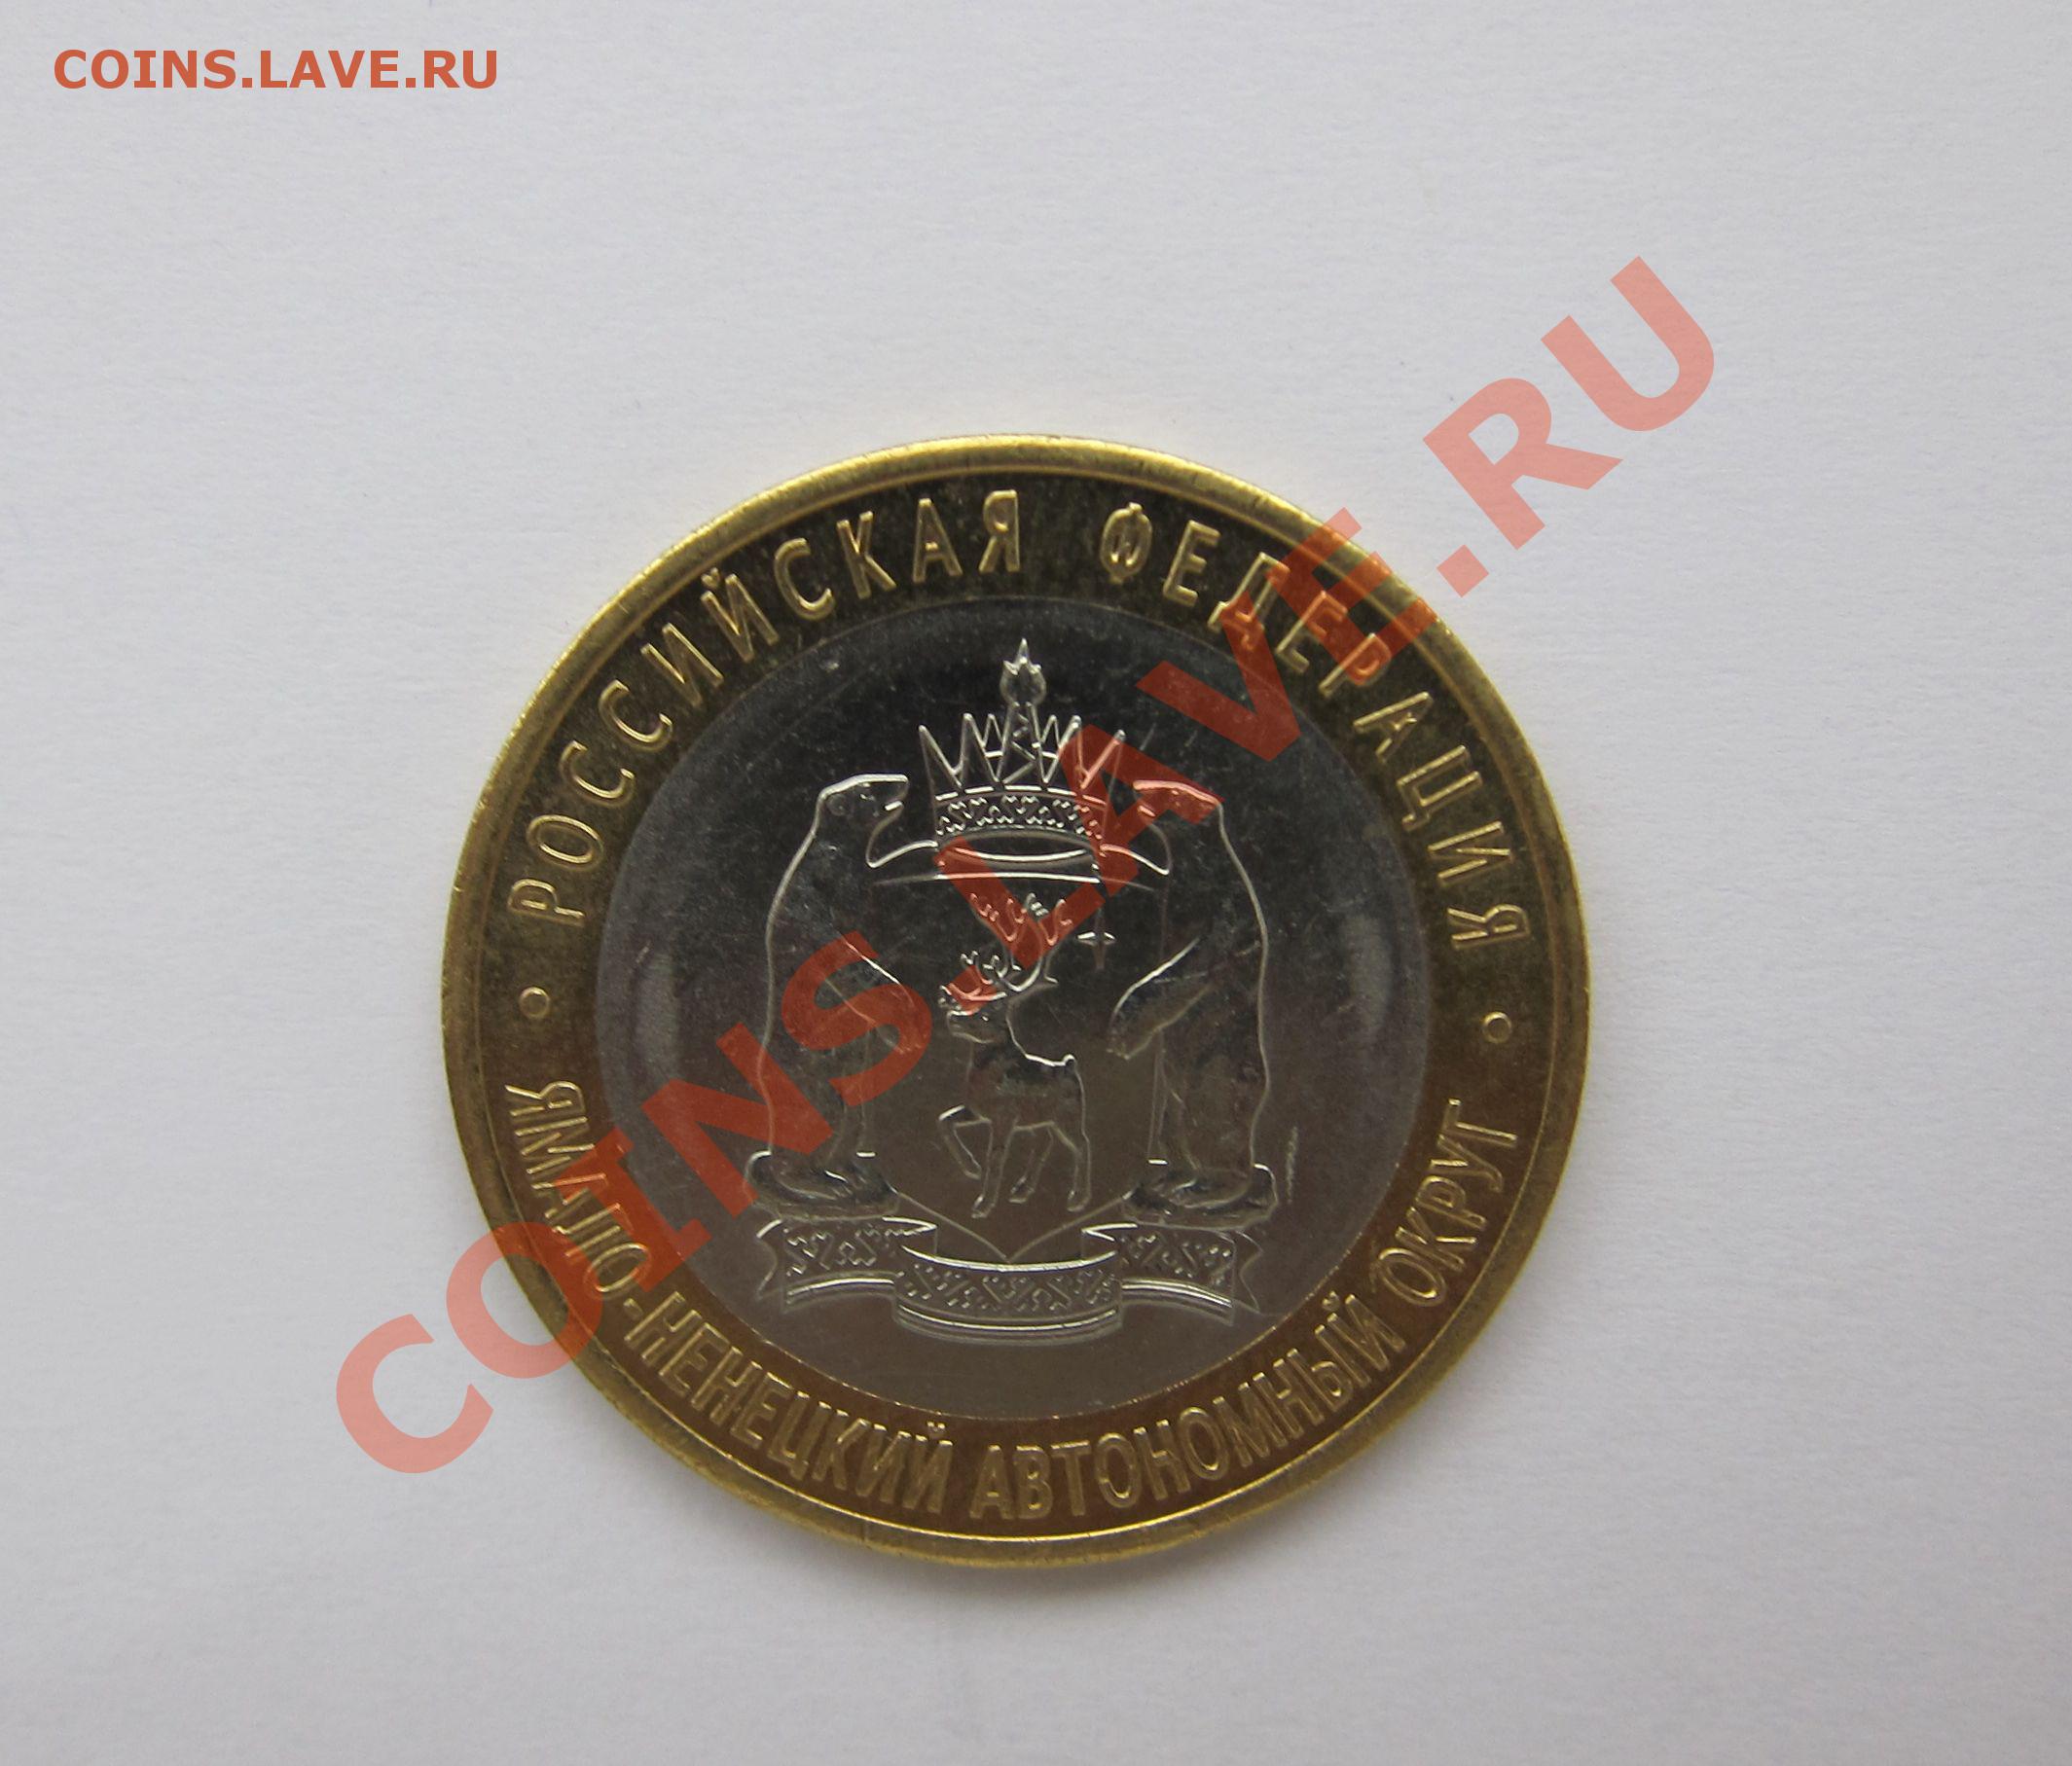 COINS.LAVE.RU
РОССИЙСКАЯ ФЕДЕРАЦИЯ
ЯМАЛО-НЕНЕЦКИЙ АВТОНОМНЫЙ ОКРУГ
COINS.LAVE.RU